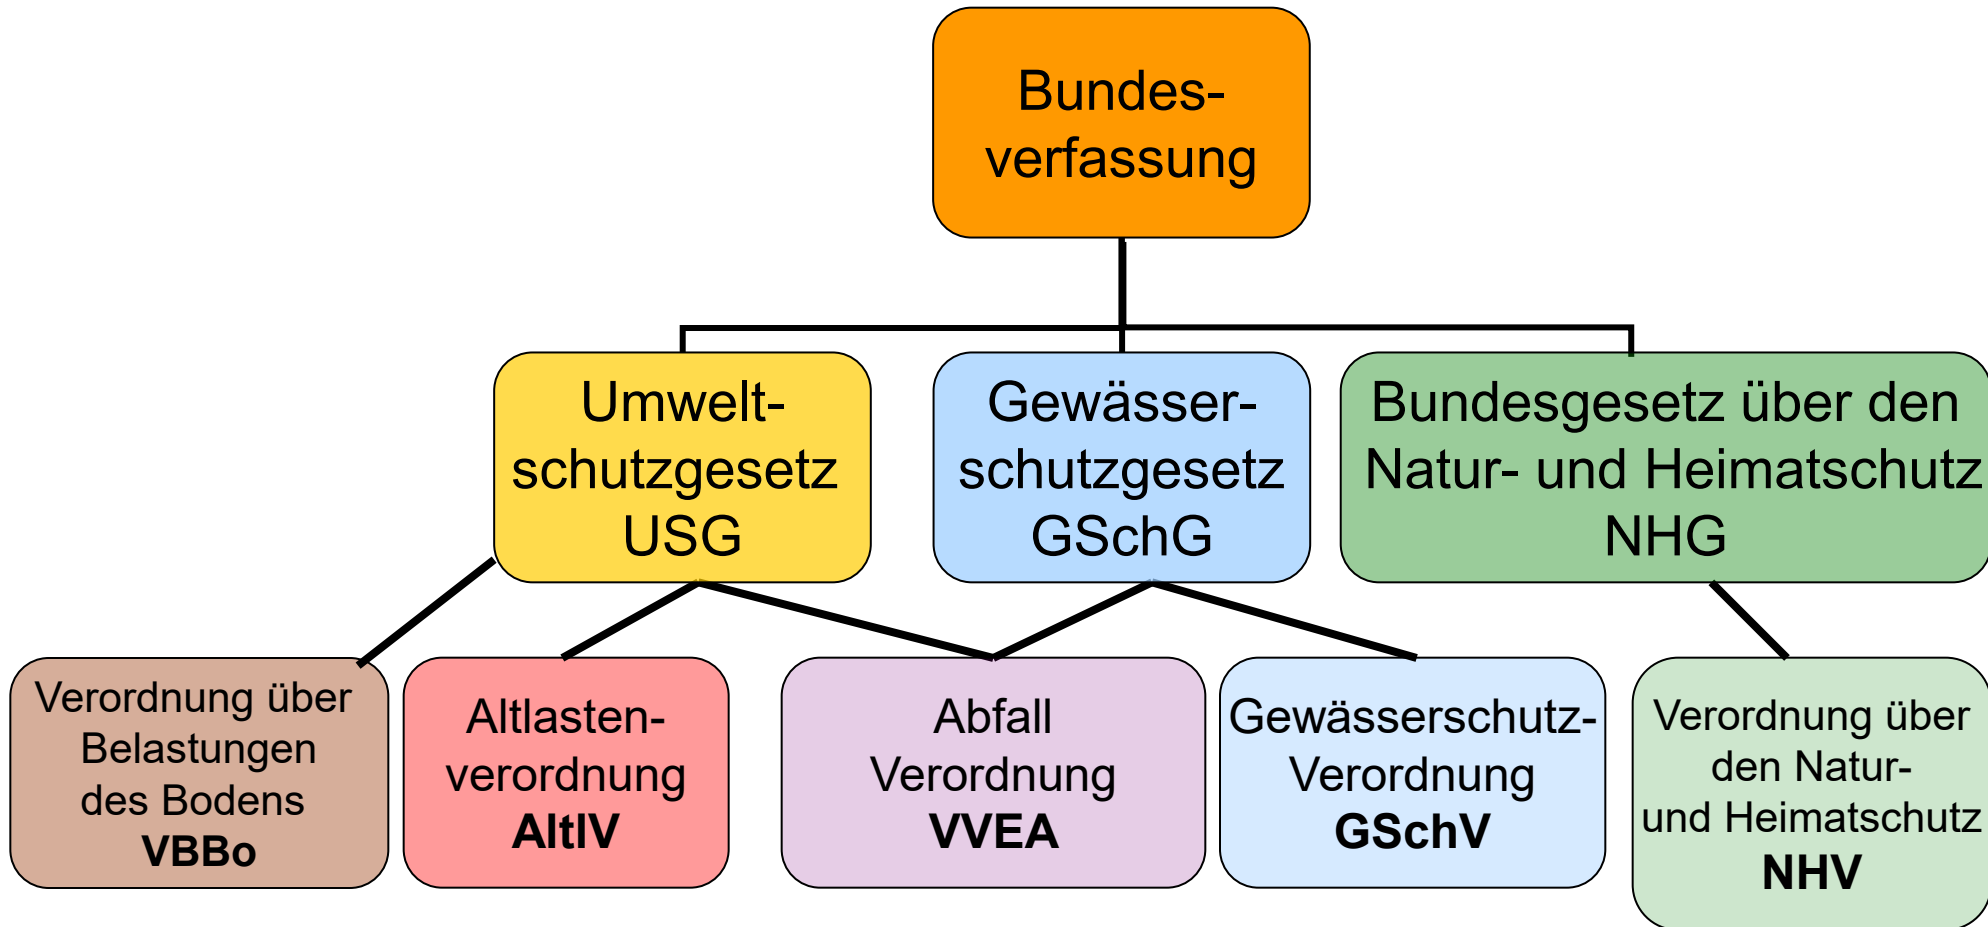 Bundes-
verfassung
Umwelt-
schutzgesetz
USG
Gewässer-
schutzgesetz
GSchG
Bundesgesetz über den
Natur- und Heimatschutz
NHG
Verordnung über
Belastungen
des Bodens
VBBo
Altlasten-
verordnung
AltlV
Abfall
Verordnung
VVEA
Gewässerschutz-
Verordnung
GSchV
Verordnung über
den Natur-
und Heimatschutz
NHV